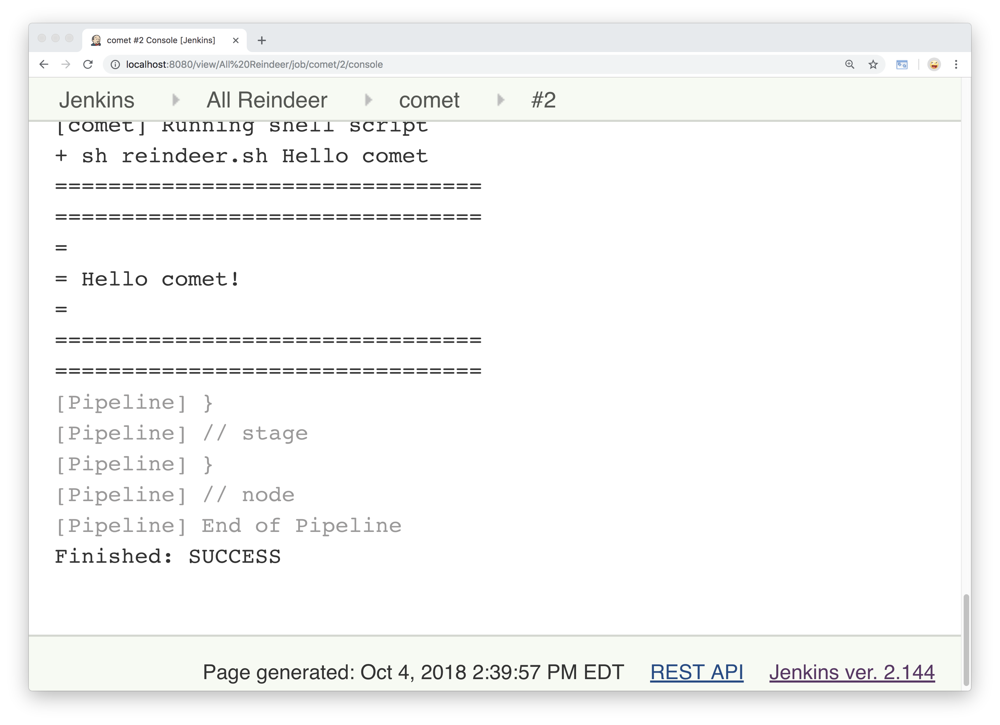 comet #2 Console [Jenkins]
localhost:8080/view/All%20Reindeer/job/comet/2/console
Jenkins All Reindeer comet #2
[comet] Running shell script
+ sh reindeer.sh Hello comet
================================
================================
=
= Hello comet!
=
================================
================================
[Pipeline] }
[Pipeline] // stage
[Pipeline] }
[Pipeline] // node
[Pipeline] End of Pipeline
Finished: SUCCESS
Page generated: Oct 4, 2018 2:39:57 PM EDT REST API Jenkins ver. 2.144